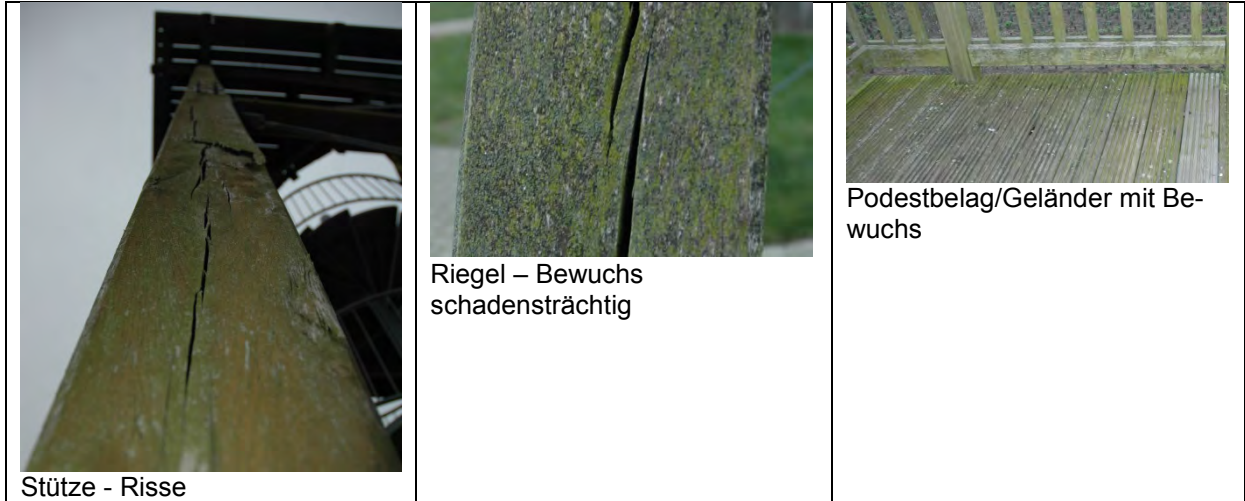 Stütze - Risse
Riegel – Bewuchs
schadensträchtig
Podestbelag/Geländer mit Be-
wuchs